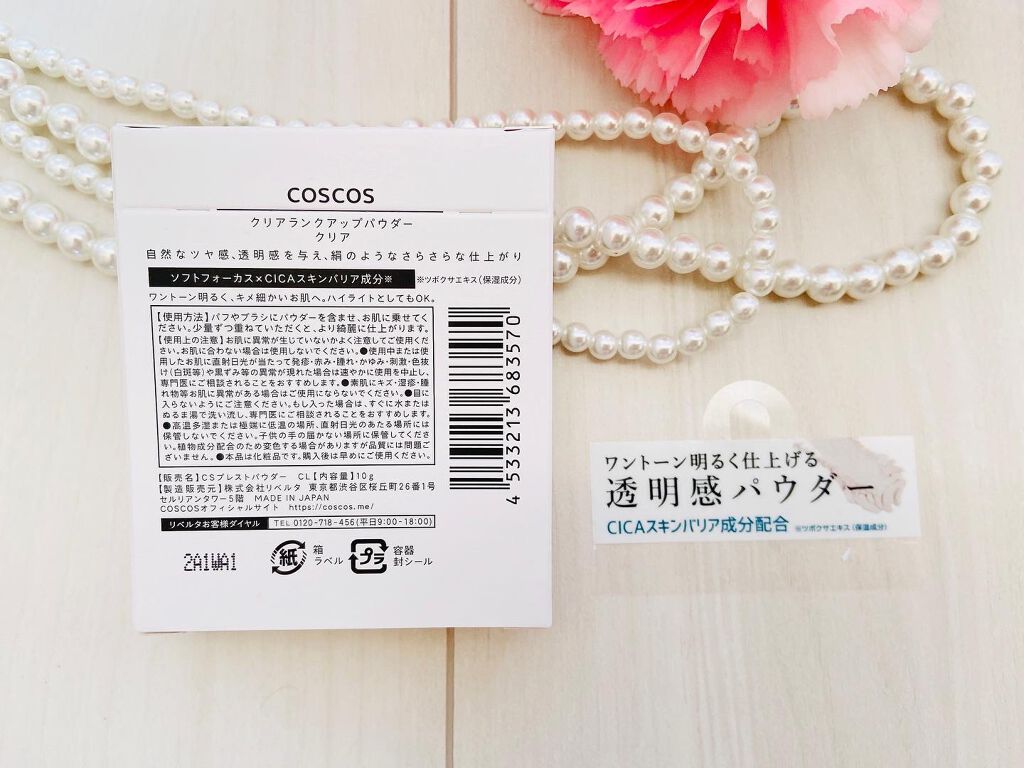 COSCOS
クリアランクアップパウダー
クリア
自然なツヤ感、透明感を与え、絹のようなさらさらな仕上がり
ソフトフォーカス×CICAスキンバリア成分※ ※ツボクサエキス(保湿成分)
ワントーン明るく、キメ細かいお肌へ。ハイライトとしてもOK。
【使用方法】パフやブラシにパウダーを含ませ、お肌に乗せてく
ださい。少量ずつ重ねていただくと、より綺麗に仕上がります。
【使用上の注意】お肌に異常が生じていないかよく注意してご使用くだ
さい。お肌に合わない場合は使用しないでください。●使用中または使
用したお肌に直射日光が当たって発疹・赤み・腫れ・かゆみ・刺激・色抜
け(白斑等)や黒ずみ等の異常が現れた場合は速やかに使用を中止し、
専門医にご相談されることをおすすめします。●素肌にキズ・湿疹・腫
れ物等お肌に異常がある場合はご使用にならないでください。●目に
入らないようにご注意ください。もし入った場合は、すぐに水または
ぬるま湯で洗い流し、専門医にご相談されることをおすすめします。
●高温多湿または極端に低温の場所、直射日光のあたる場所には
保管しないでください。子供の手の届かない場所に保管してくださ
い。植物成分配合のため変色する場合がありますが品質には問題ご
ざいません。●本品は化粧品です。購入後は早めにご使用ください。
【販売名】CSプレストパウダー CL【内容量】10g
【製造販売元】株式会社リベルタ 東京都渋谷区桜丘町26番1号
セルリアンタワー5階 MADE IN JAPAN
COSCOSオフィシャルサイト https://coscos.me/
リベルタお客様ダイヤル TEL 0120-718-456(平日9:00-18:00)
2A1WA1
紙 箱
ラベル
プラ 容器
封シール
4 533213 683570
ワントーン明るく仕上げる
透明感パウダー
CICAスキンバリア成分配合 ※ツボクサエキス(保湿成分)